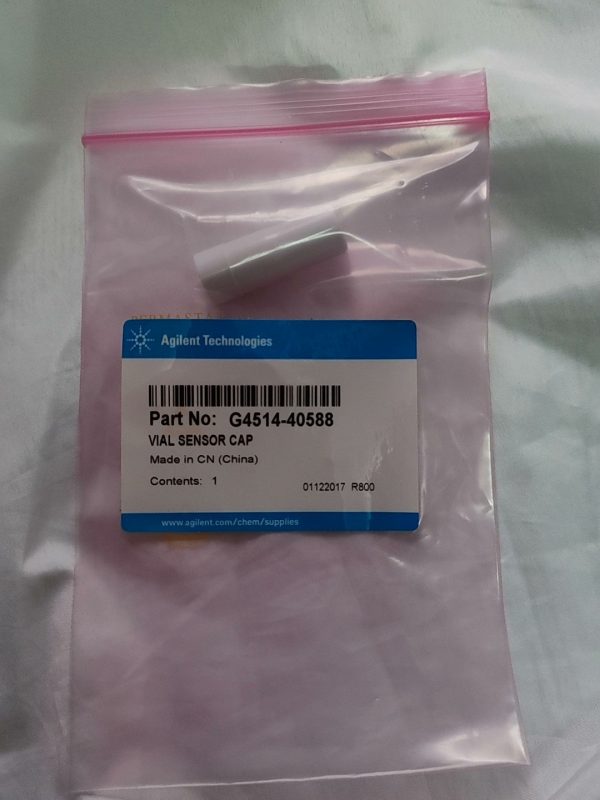 Agilent Technologies
Part No: G4514-40588
VIAL SENSOR CAP
Made in CN (China)
Contents: 1
01122017 R800
www.agilent.com/chem/supplies